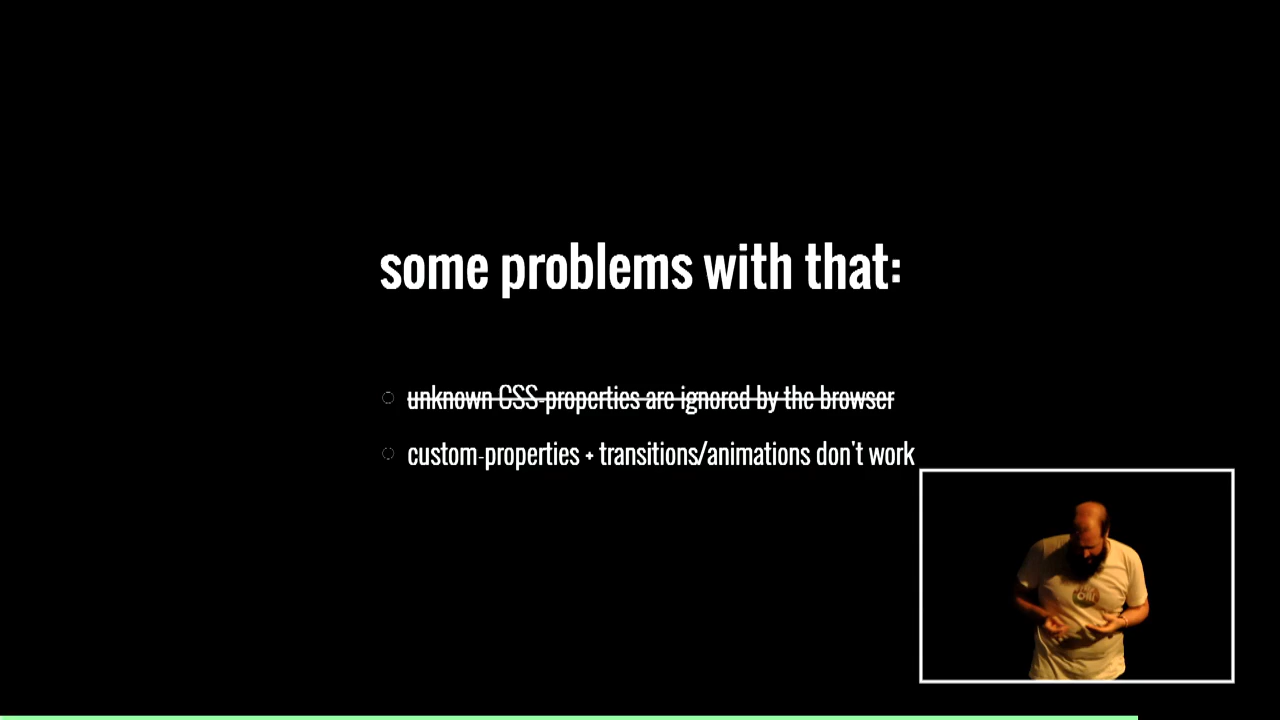 some problems with that:
unknown CSS-properties are ignored by the browser
custom-properties + transitions/animations don't work